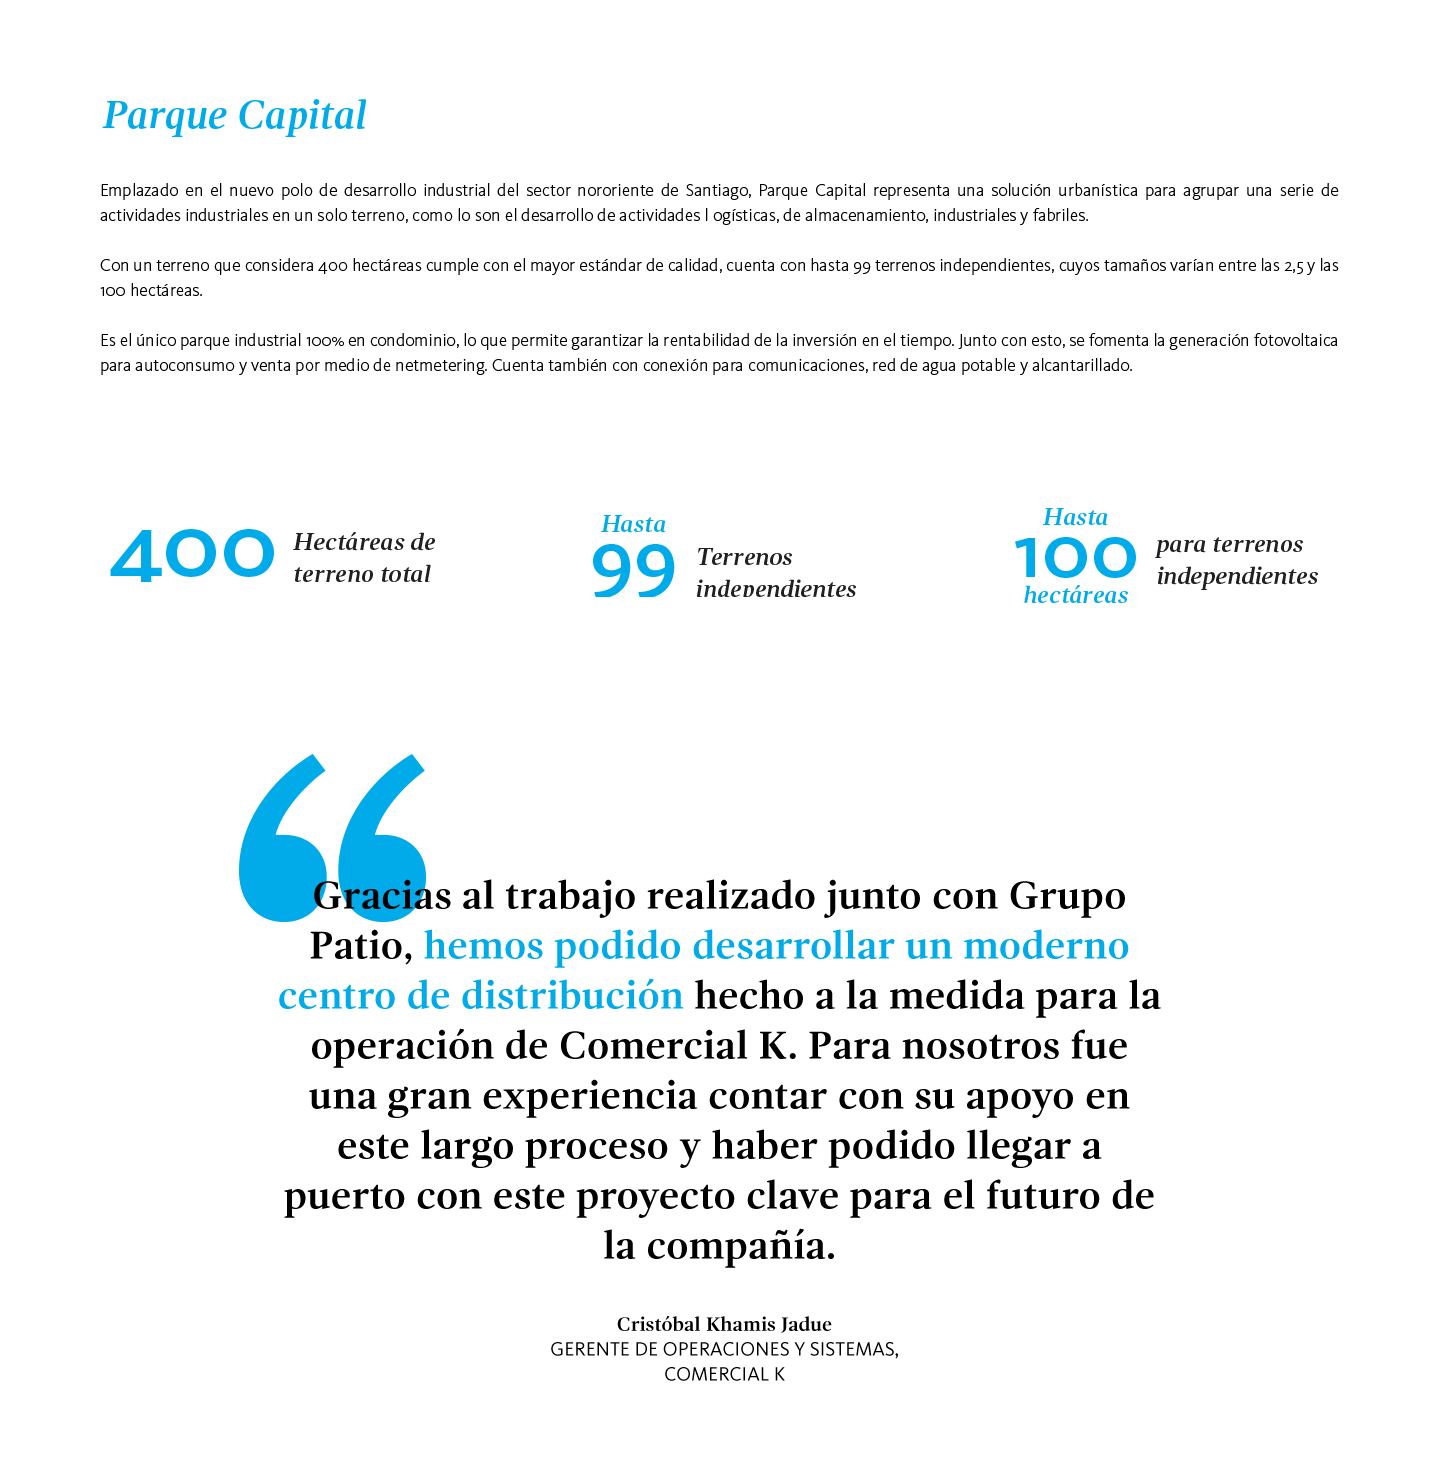 Parque Capital
Emplazado en el nuevo polo de desarrollo industrial del sector nororiente de Santiago, Parque Capital representa una solución urbanística para agrupar una serie de
actividades industriales en un solo terreno, como lo son el desarrollo de actividades l ogísticas, de almacenamiento, industriales y fabriles.
Con un terreno que considera 400 hectáreas cumple con el mayor estándar de calidad, cuenta con hasta 99 terrenos independientes, cuyos tamaños varían entre las 2,5 y las
100 hectáreas.
Es el único parque industrial 100% en condominio, lo que permite garantizar la rentabilidad de la inversión en el tiempo. Junto con esto, se fomenta la generación fotovoltaica
para autoconsumo y venta por medio de netmetering. Cuenta también con conexión para comunicaciones, red de agua potable y alcantarillado.
400
Hectáreas de
terreno total
Hasta
99
Terrenos
independientes
Hasta
100
hectáreas
para terrenos
independientes
“
Gracias al trabajo realizado junto con Grupo
Patio, hemos podido desarrollar un moderno
centro de distribución hecho a la medida para la
operación de Comercial K. Para nosotros fue
una gran experiencia contar con su apoyo en
este largo proceso y haber podido llegar a
puerto con este proyecto clave para el futuro de
la compañía.
Cristóbal Khamis Jadue
GERENTE DE OPERACIONES Y SISTEMAS,
COMERCIAL K